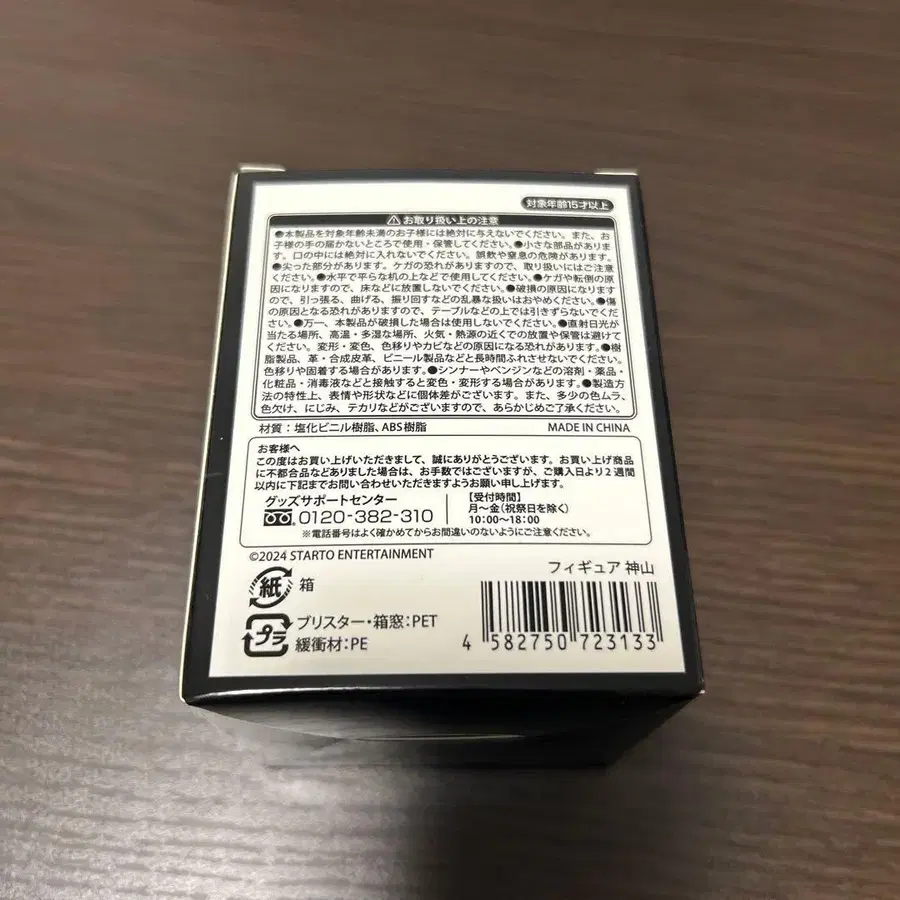 対象年齢15才以上
お取り扱い上の注意
●本製品を対象年齢未満のお子様には絶対に与えないでください。また、お
子様の手の届かないところで使用・保管してください。●小さな部品がありま
す。口の中には絶対に入れないでください。誤飲や窒息の危険があります。
●尖った部分があります。ケガの恐れがありますので、取り扱いにはご注意
ください。●水平で平らな机の上などで使用してください。●ケガや転倒の原
因になりますので、床などに放置しないでください。●破損の原因になります
ので、引っ張る、曲げる、振り回すなどの乱暴な扱いはおやめください。●傷
の原因となる恐れがありますので、テーブルなどの上では引きずらないでくだ
さい。●万一、本製品が破損した場合は使用しないでください。●直射日光が
当たる場所、高温・多湿な場所、火気・熱源の近くでの放置や保管は避けて
ください。変形・変色、色移りやカビなどの原因になる恐れがあります。●樹
脂製品、革・合成皮革、ビニール製品などと長時間ふれさせないでください。
色移りや固着する場合があります。●シンナーやベンジンなどの溶剤・薬品・
化粧品・消毒液などと接触すると変色・変形する場合があります。●製造方
法の特性上、表情や形状などに個体差がございます。また、多少の色ムラ、
色欠け、にじみ、テカリなどがございますので、あらかじめご了承ください。
材質：塩化ビニル樹脂、ABS樹脂 MADE IN CHINA
お客様へ
この度はお買い上げいただきまして、誠にありがとうございます。お買い上げ商品
に不都合品などありました場合は、お手数ではございますが、ご購入日より2週間
以内に下記までお問い合わせいただきますようお願い申し上げます。
グッズサポートセンター
0120-382-310
【受付時間】
月～金（祝祭日を除く）
10:00～18:00
※電話番号はよく確かめてからお間違いのないようにご注意ください。
©2024 STARTO ENTERTAINMENT
フィギュア 神山
紙 箱
プラ ブリスター・箱窓：PET
緩衝材：PE
4 582750 723133